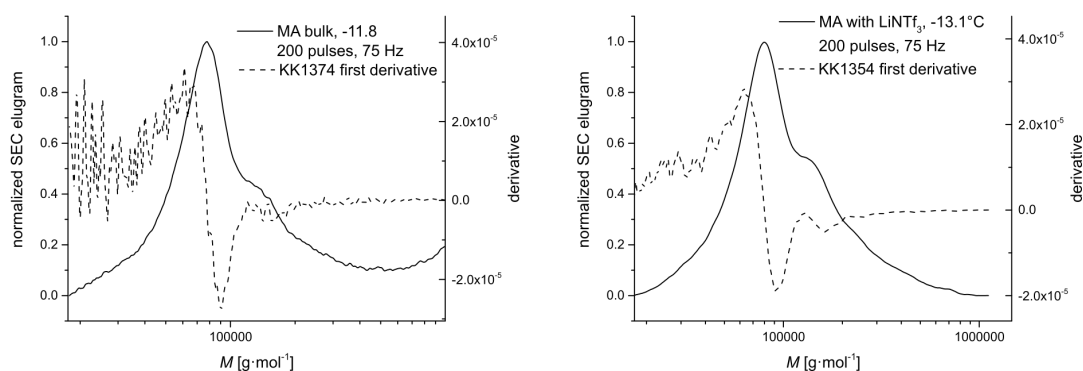 MA bulk, -11.8
200 pulses, 75 Hz
KK1374 first derivative
normalized SEC elugram
1.0
0.8
0.6
0.4
0.2
0.0
4.0x10⁻⁵
2.0x10⁻⁵
0.0
-2.0x10⁻⁵
derivative
100000
M [g·mol⁻¹]
MA with LiNTf₃, -13.1°C
200 pulses, 75 Hz
KK1354 first derivative
normalized SEC elugram
1.0
0.8
0.6
0.4
0.2
0.0
4.0x10⁻⁵
2.0x10⁻⁵
0.0
-2.0x10⁻⁵
derivative
100000 1000000
M [g·mol⁻¹]